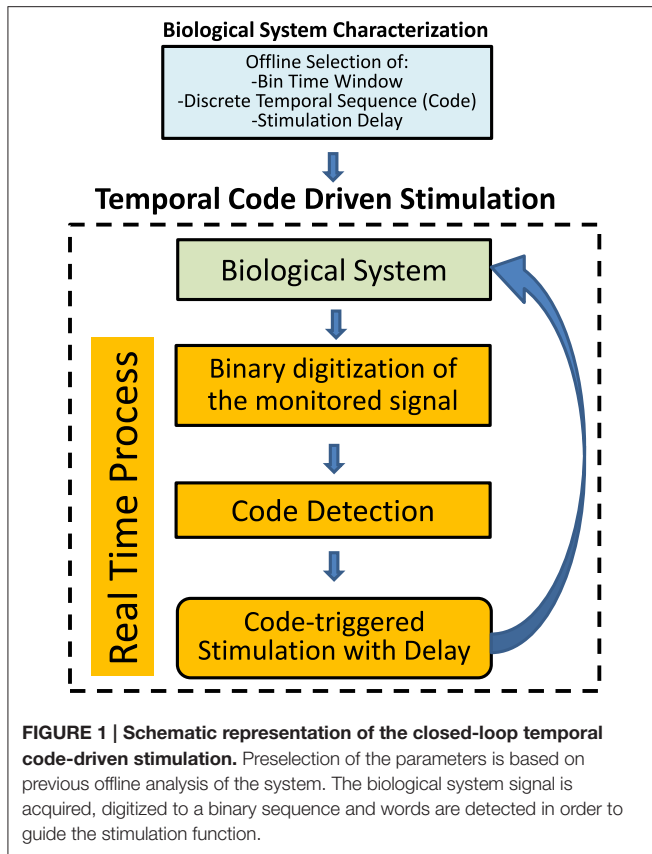 Biological System Characterization
Offline Selection of:
-Bin Time Window
-Discrete Temporal Sequence (Code)
-Stimulation Delay
Temporal Code Driven Stimulation
Real Time Process
Biological System
Binary digitization of
the monitored signal
Code Detection
Code-triggered
Stimulation with Delay
FIGURE 1 | Schematic representation of the closed-loop temporal
code-driven stimulation. Preselection of the parameters is based on
previous offline analysis of the system. The biological system signal is
acquired, digitized to a binary sequence and words are detected in order to
guide the stimulation function.